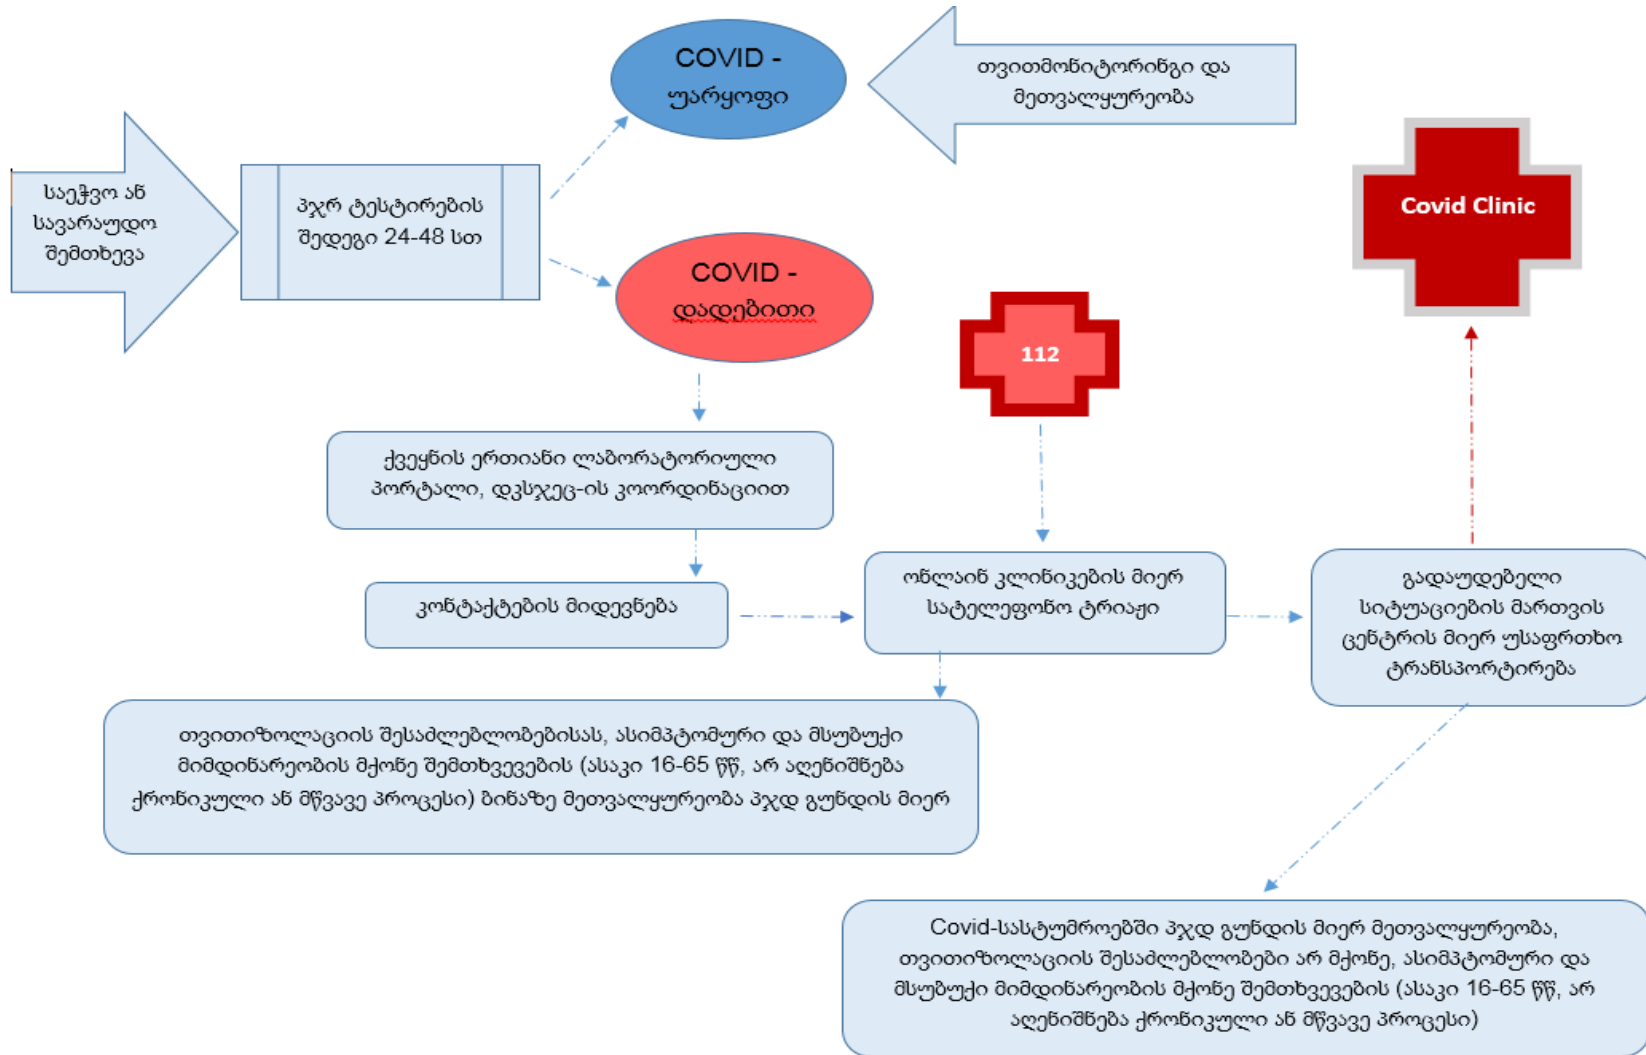 COVID -
უარყოფი
თვითმონიტორინგი და
მეთვალყურეობა
საეჭვო ან
სავარაუდო
შემთხევა
პჯრ ტესტირების
შედეგი 24-48 სთ
COVID -
დადებითი
Covid Clinic
112
ქვეყნის ერთიანი ლაბორატორიული
პორტალი, დკსჯეც-ის კოორდინაციით
კონტაქტების მიდევნება
ონლაინ კლინიკების მიერ
სატელეფონო ტრიაჟი
გადაუდებელი
სიტუაციების მართვის
ცენტრის მიერ უსაფრთხო
ტრანსპორტირება
თვითიზოლაციის შესაძლებლობებისას, ასიმპტომური და მსუბუქი
მიმდინარეობის მქონე შემთხვევების (ასაკი 16-65 წწ, არ აღენიშნება
ქრონიკული ან მწვავე პროცესი) ბინაზე მეთვალყურეობა პჯდ გუნდის მიერ
Covid-სასტუმროებში პჯდ გუნდის მიერ მეთვალყურეობა,
თვითიზოლაციის შესაძლებლობები არ მქონე, ასიმპტომური და
მსუბუქი მიმდინარეობის მქონე შემთხვევების (ასაკი 16-65 წწ, არ
აღენიშნება ქრონიკული ან მწვავე პროცესი)